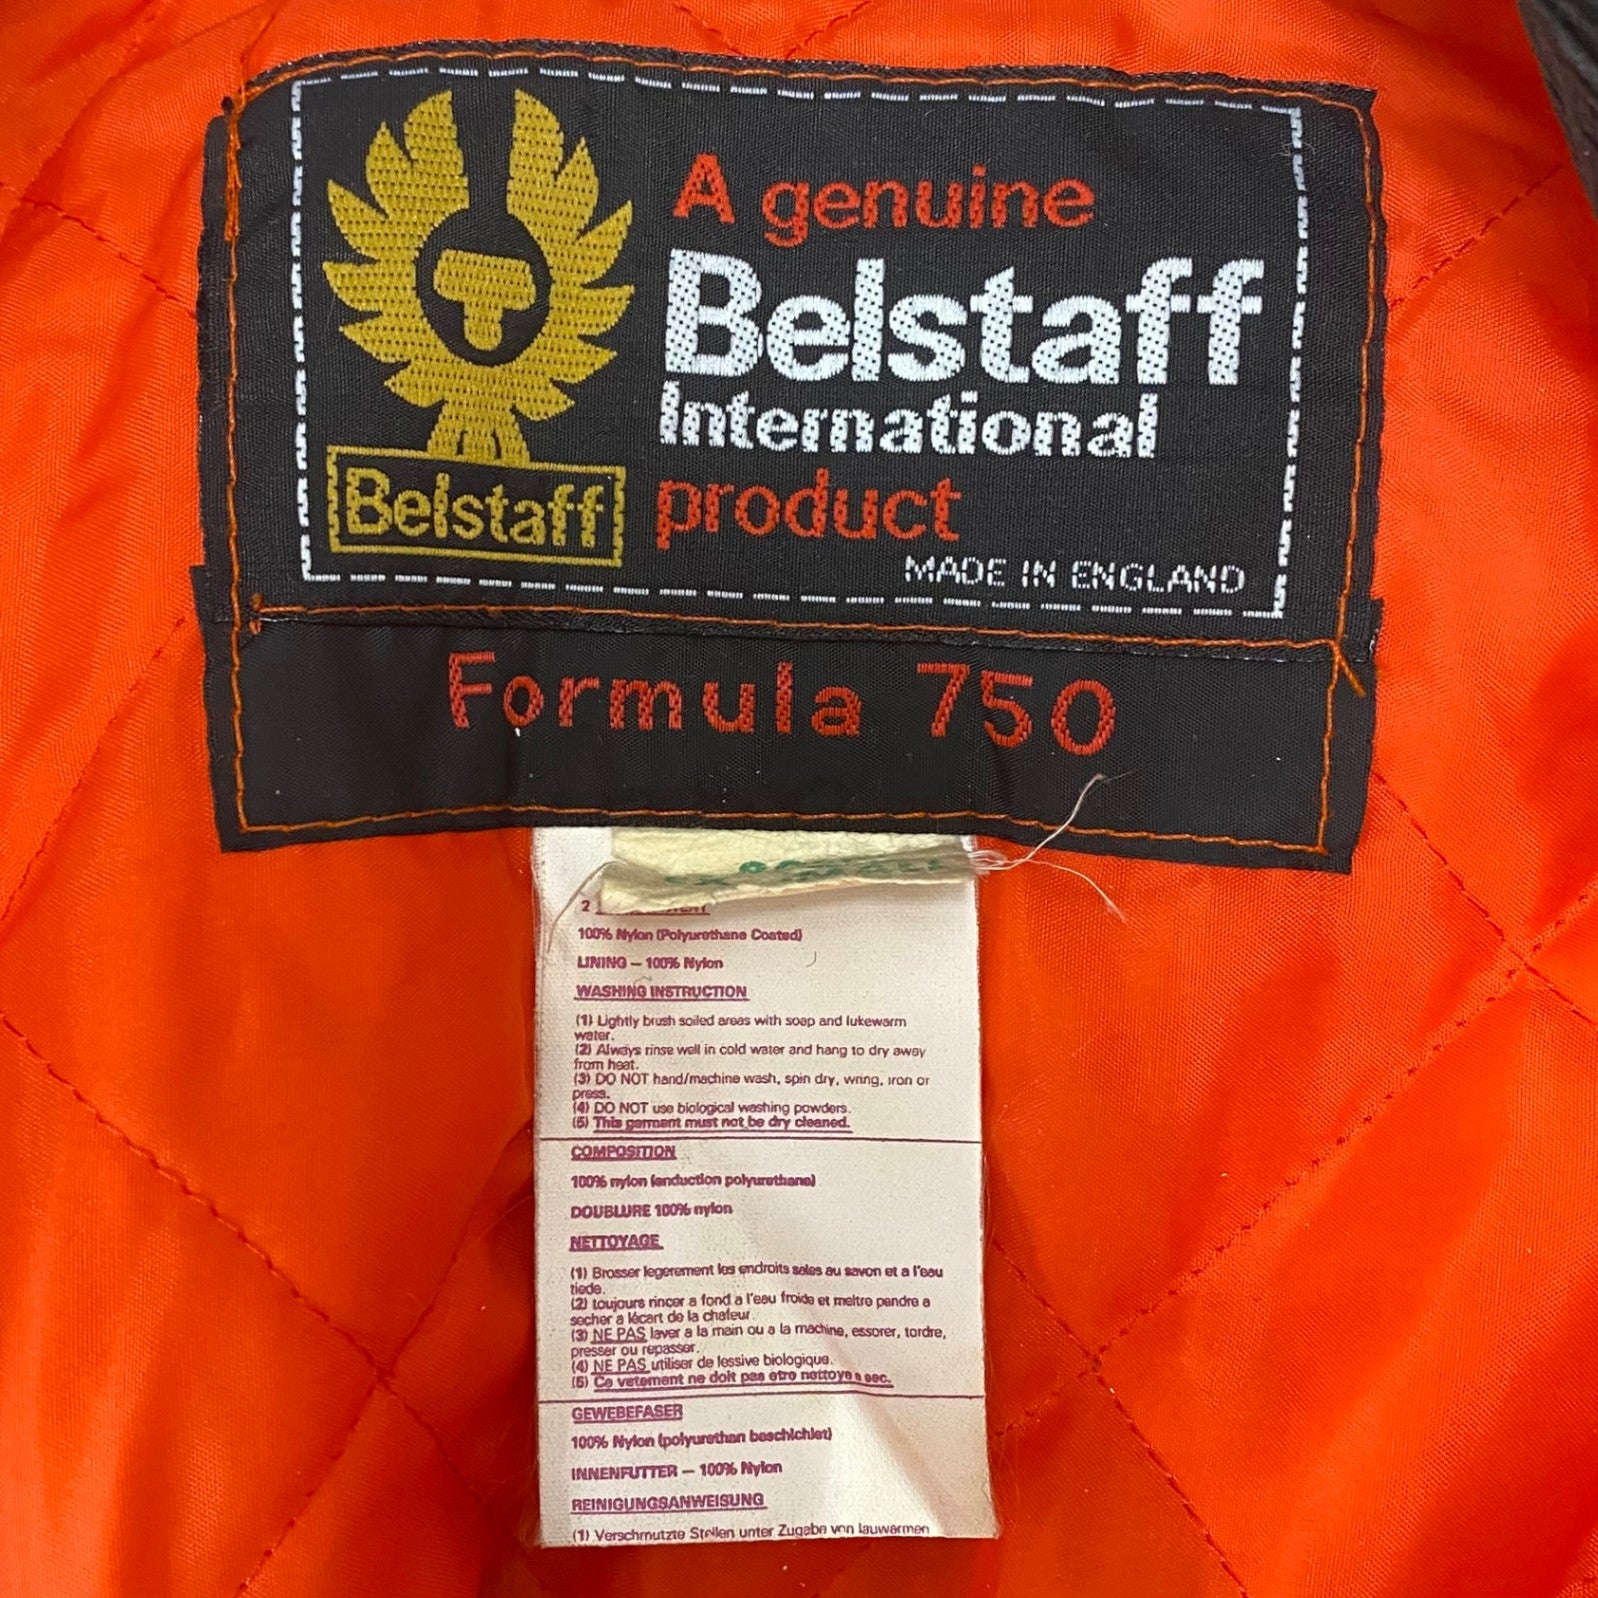 A genuine
Belstaff
International
product
Belstaff
MADE IN ENGLAND
Formula 750
2
100% Nylon (Polyurethane Coated)
LINING — 100% Nylon
WASHING INSTRUCTION
(1) Lightly brush soiled areas with soap and lukewarm
water.
(2) Always rinse well in cold water and hang to dry away
from heat.
(3) DO NOT hand/machine wash, spin dry, wring, iron or
press.
(4) DO NOT use biological washing powders.
(5) This garment must not be dry cleaned.
COMPOSITION
100% nylon (enduction polyurethane)
DOUBLURE 100% nylon
NETTOYAGE
(1) Brosser legerement les endroits sales au savon et a l'eau
tiede.
(2) toujours rincer a fond a l'eau froide et meltre pendre a
secher a lécart de la chaleur.
(3) NE PAS laver a la main ou a la machine, essorer, tordre,
presser ou repasser.
(4) NE PAS utiliser de lessive biologique.
(5) Ce vetement ne doit pas etre nettoye a sec.
GEWEBEFASER
100% Nylon (polyurethan beschichlet)
INNENFUTTER — 100% Nylon
REINIGUNGSANWEISUNG
(1) Verschmutzte Stellen unter Zugabe von lauwarmen